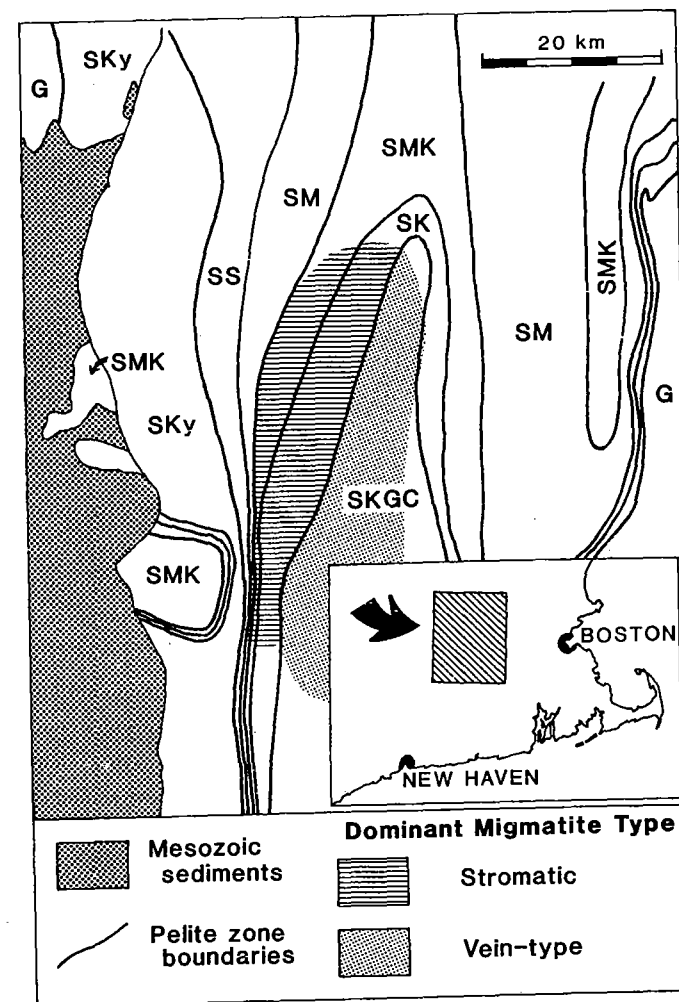 SKy
G
20 km
SMK
SK
SM
SMK
SS
SM
G
SMK
SKy
SKGC
SMK
BOSTON
NEW HAVEN
Dominant Migmatite Type
Mesozoic
sediments
Stromatic
Pelite zone
boundaries
Vein-type